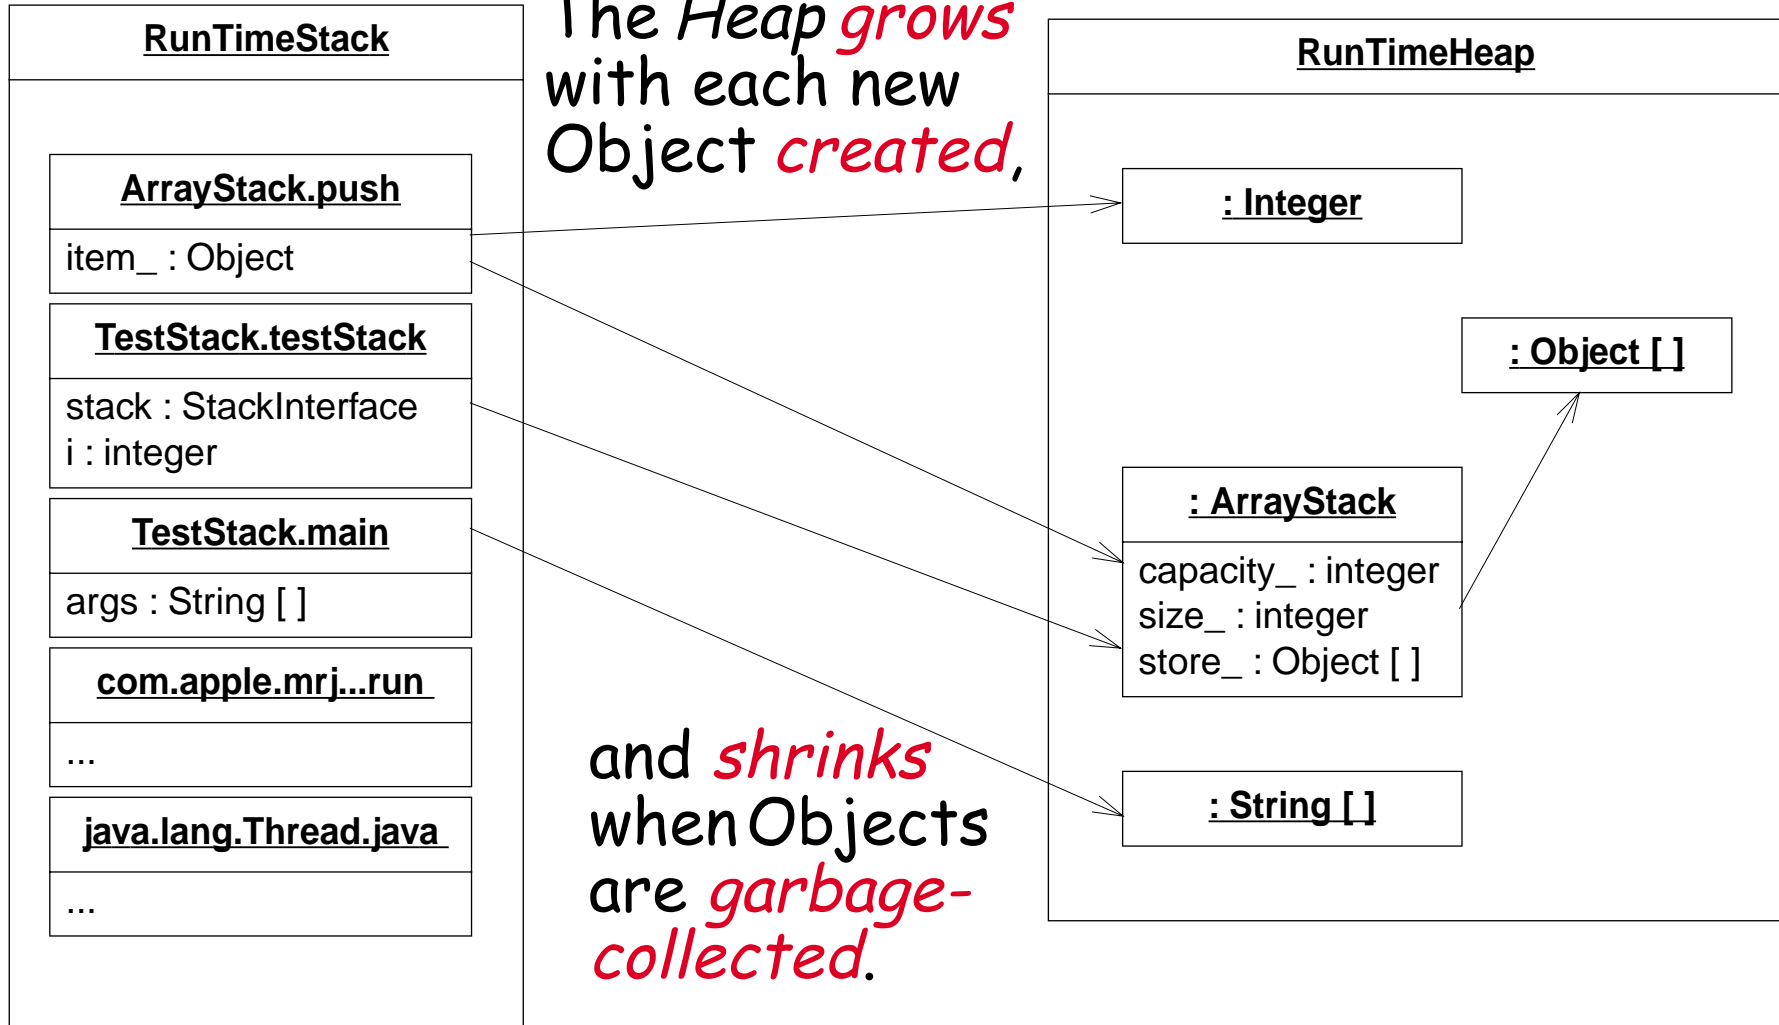 RunTimeStack
ArrayStack.push
item_ : Object
TestStack.testStack
stack : StackInterface
i : integer
TestStack.main
args : String [ ]
com.apple.mrj...run
...
java.lang.Thread.java
...
The Heap grows
with each new
Object created,
and shrinks
when Objects
are garbage-
collected.
RunTimeHeap
: Integer
: Object [ ]
: ArrayStack
capacity_ : integer
size_ : integer
store_ : Object [ ]
: String [ ]